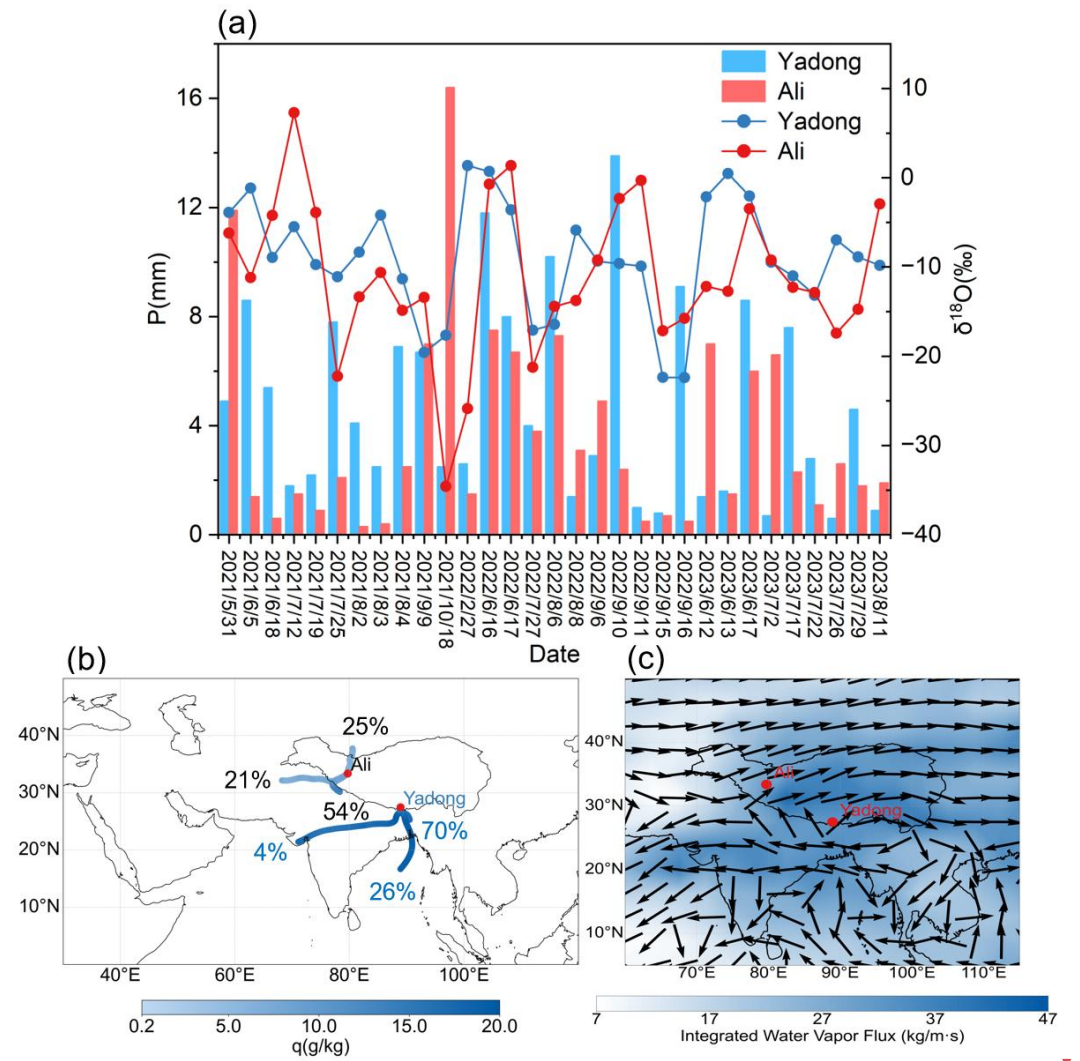 (a)
Yadong
Ali
Yadong
Ali
P(mm)
16
12
8
4
0
δ¹⁸O(‰)
10
0
−10
−20
−30
−40
2021/5/31
2021/6/5
2021/6/18
2021/7/12
2021/7/19
2021/7/25
2021/8/2
2021/8/3
2021/8/4
2021/9/9
2021/10/18
2022/2/27
2022/6/16
2022/6/17
2022/7/27
2022/8/6
2022/8/8
2022/9/6
2022/9/10
2022/9/11
2022/9/15
2022/9/16
2023/6/12
2023/6/13
2023/6/17
2023/7/2
2023/7/17
2023/7/22
2023/7/26
2023/7/29
2023/8/11
Date
(b)
40°N
30°N
20°N
10°N
25%
Ali
21%
54%
Yadong
70%
4%
26%
40°E
60°E
80°E
100°E
0.2
5.0
10.0
15.0
20.0
q(g/kg)
(c)
40°N
30°N
20°N
10°N
Ali
Yadong
70°E
80°E
90°E
100°E
110°E
7
17
27
37
47
Integrated Water Vapor Flux (kg/m·s)